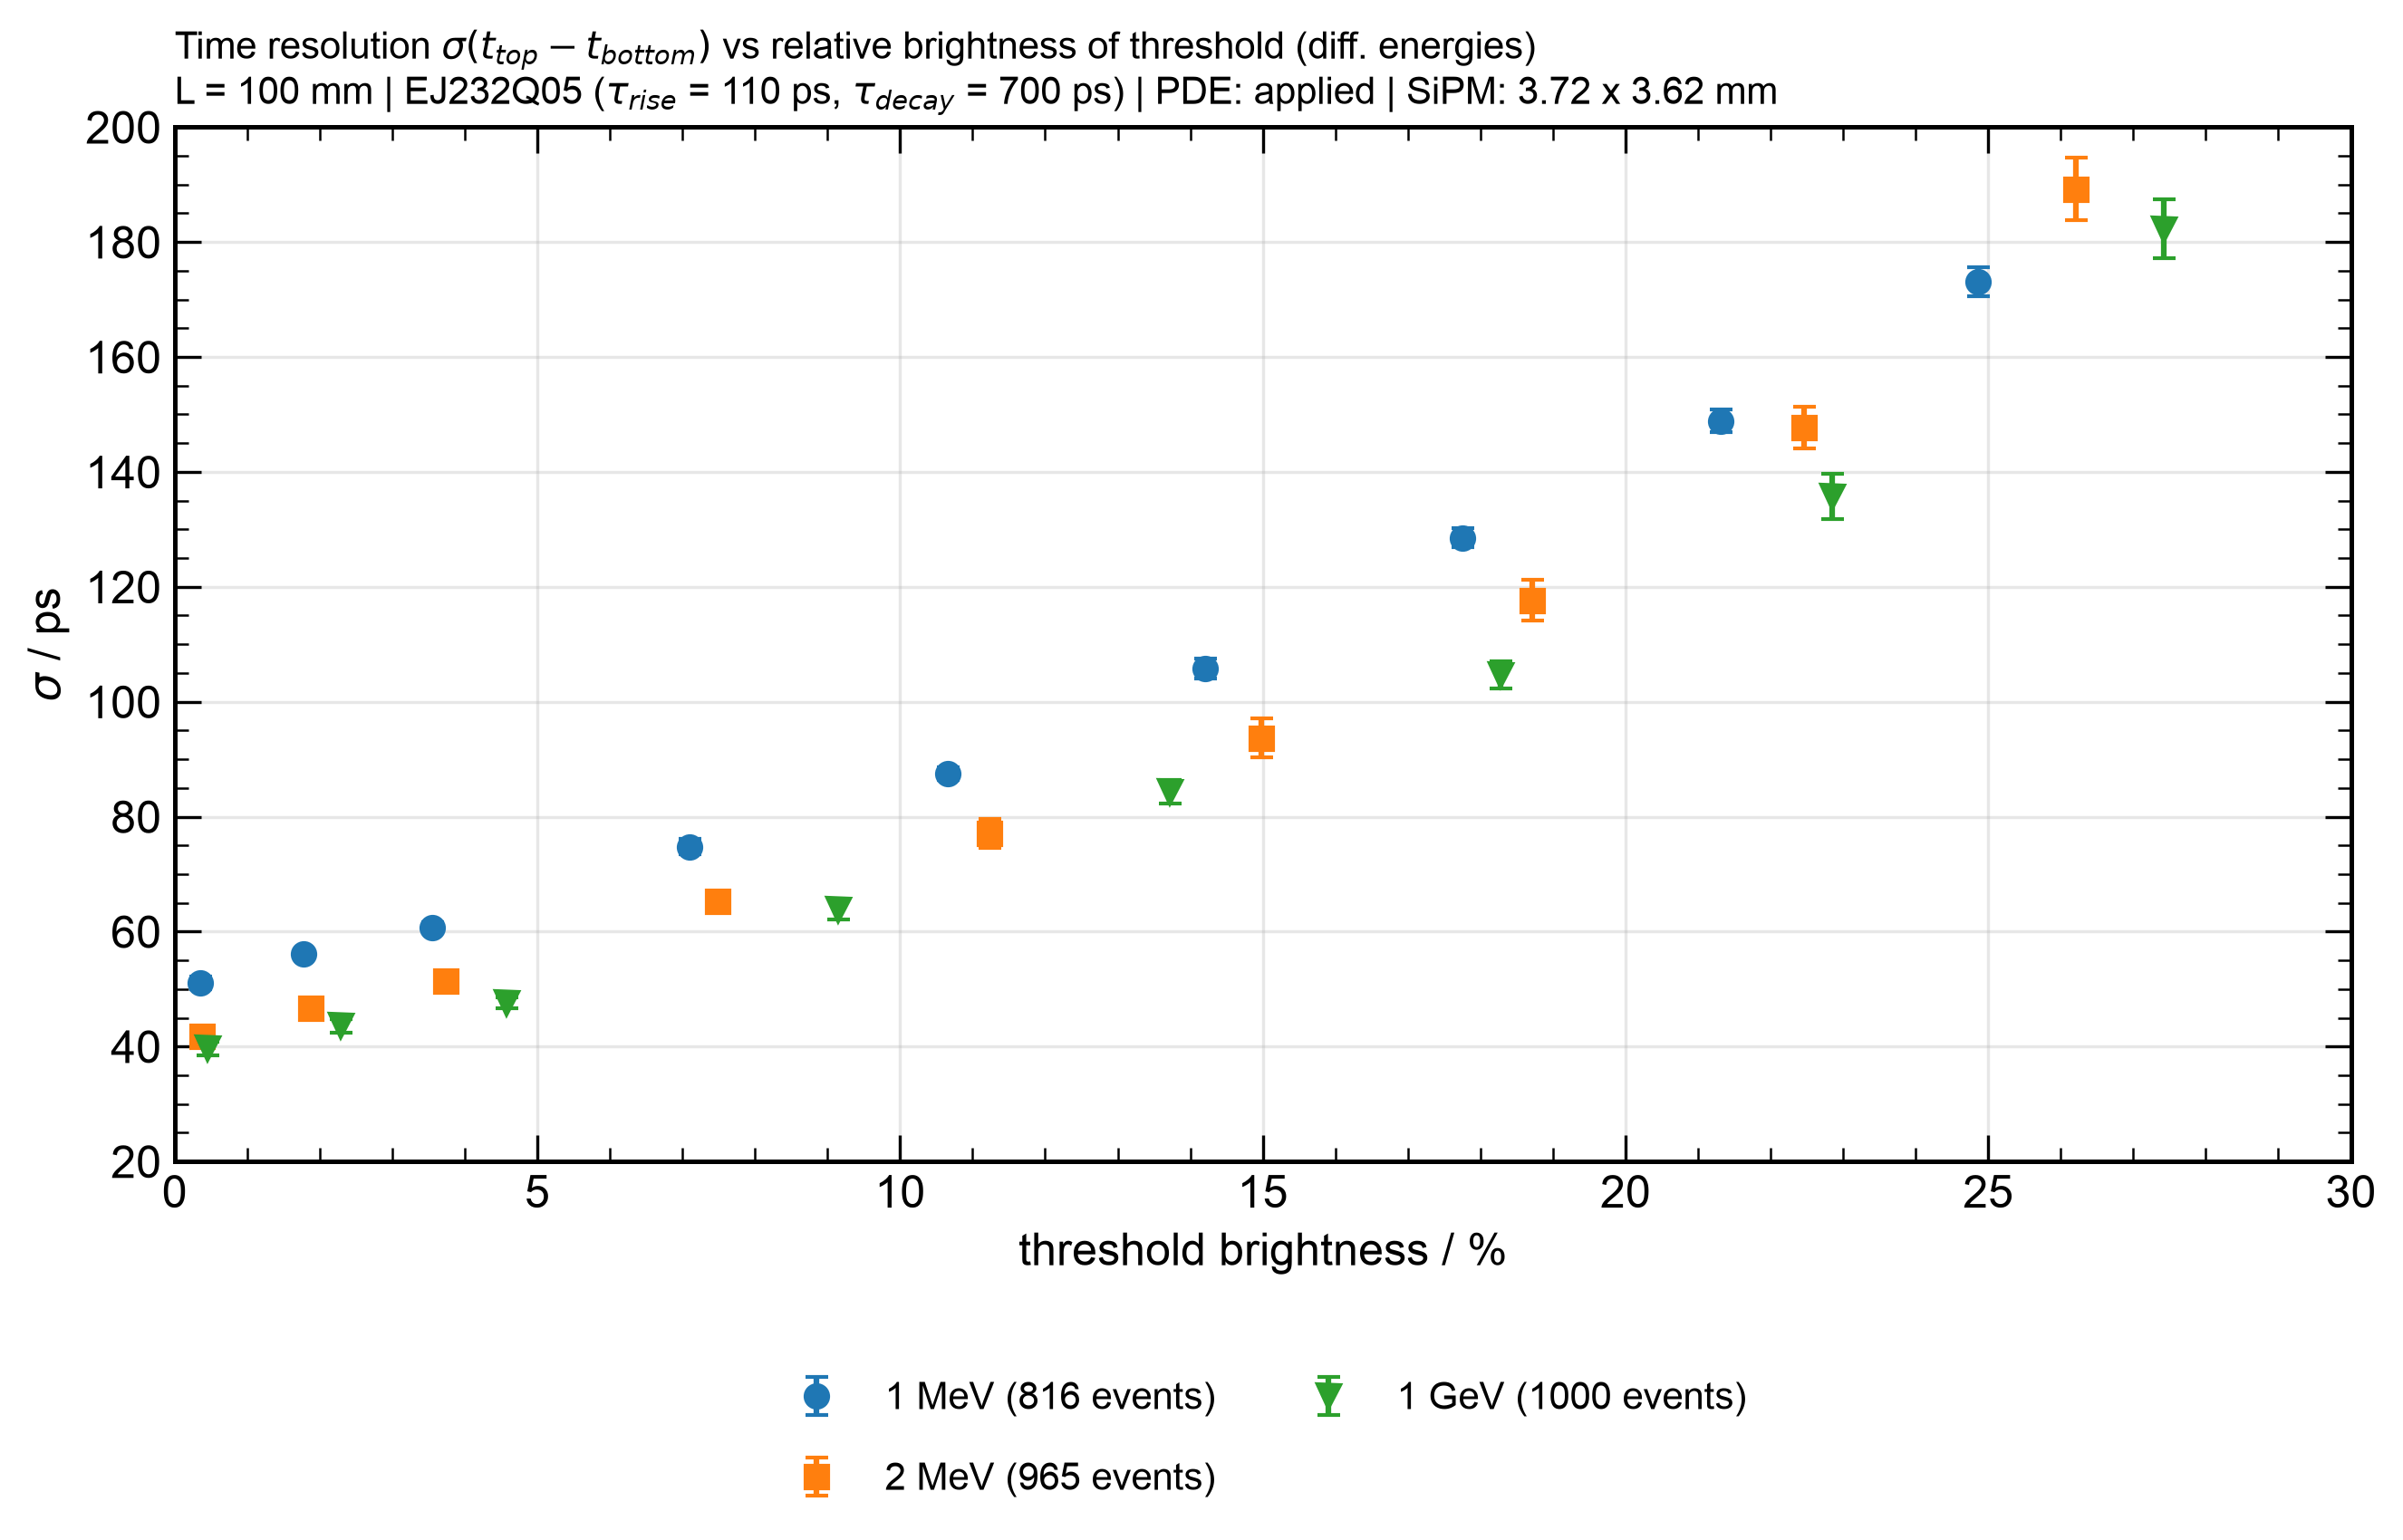 Time resolution σ(t_top − t_bottom) vs relative brightness of threshold (diff. energies)
L = 100 mm | EJ232Q05 (τ_rise = 110 ps, τ_decay = 700 ps) | PDE: applied | SiPM: 3.72 x 3.62 mm
200
180
160
140
120
100
80
60
40
20
σ / ps
0 5 10 15 20 25 30
threshold brightness / %
1 MeV (816 events)
1 GeV (1000 events)
2 MeV (965 events)